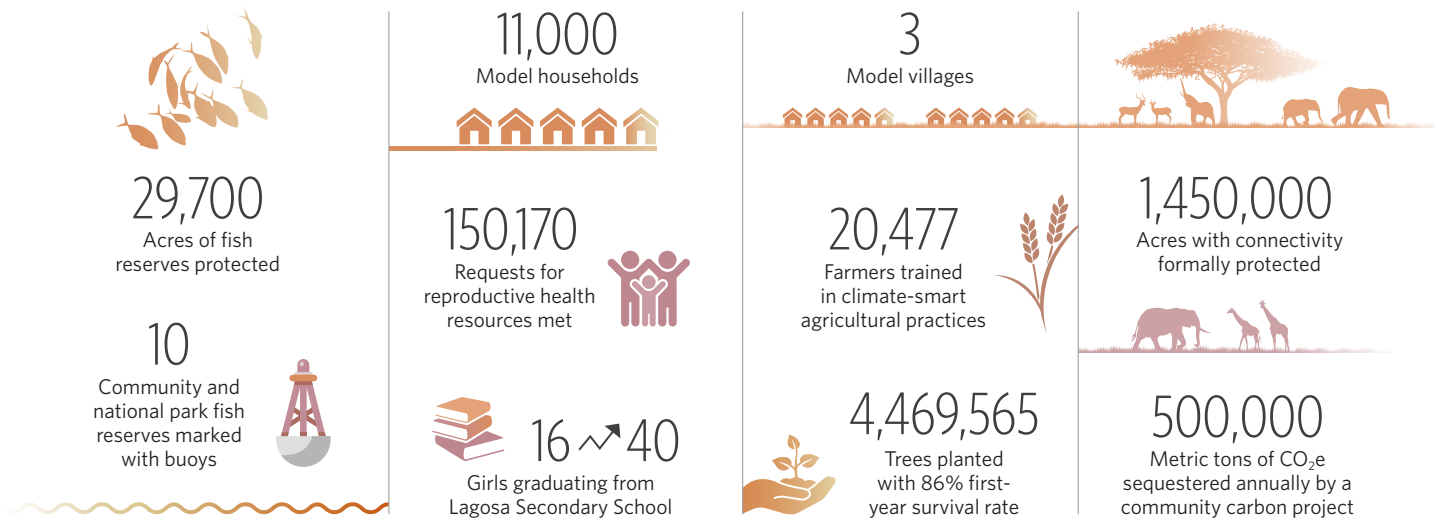 29,700
Acres of fish
reserves protected
10
Community and
national park fish
reserves marked
with buoys
11,000
Model households
150,170
Requests for
reproductive health
resources met
16 40
Girls graduating from
Lagosa Secondary School
3
Model villages
20,477
Farmers trained
in climate-smart
agricultural practices
4,469,565
Trees planted
with 86% first-
year survival rate
1,450,000
Acres with connectivity
formally protected
500,000
Metric tons of CO₂e
sequestered annually by a
community carbon project